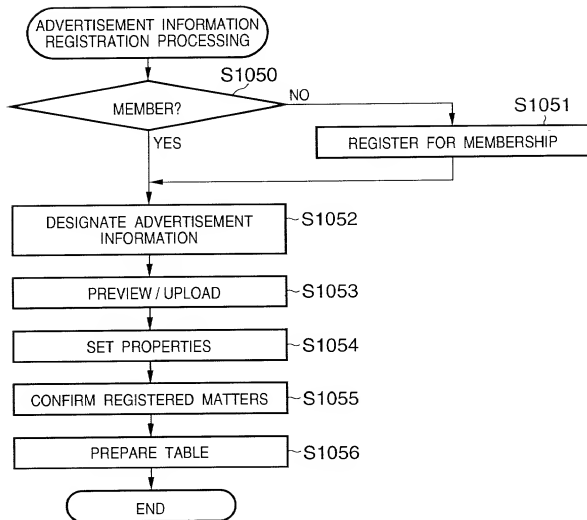 ADVERTISEMENT INFORMATION
REGISTRATION PROCESSING
S1050
MEMBER?
NO
S1051
REGISTER FOR MEMBERSHIP
YES
DESIGNATE ADVERTISEMENT
INFORMATION
S1052
PREVIEW / UPLOAD
S1053
SET PROPERTIES
S1054
CONFIRM REGISTERED MATTERS
S1055
PREPARE TABLE
S1056
END